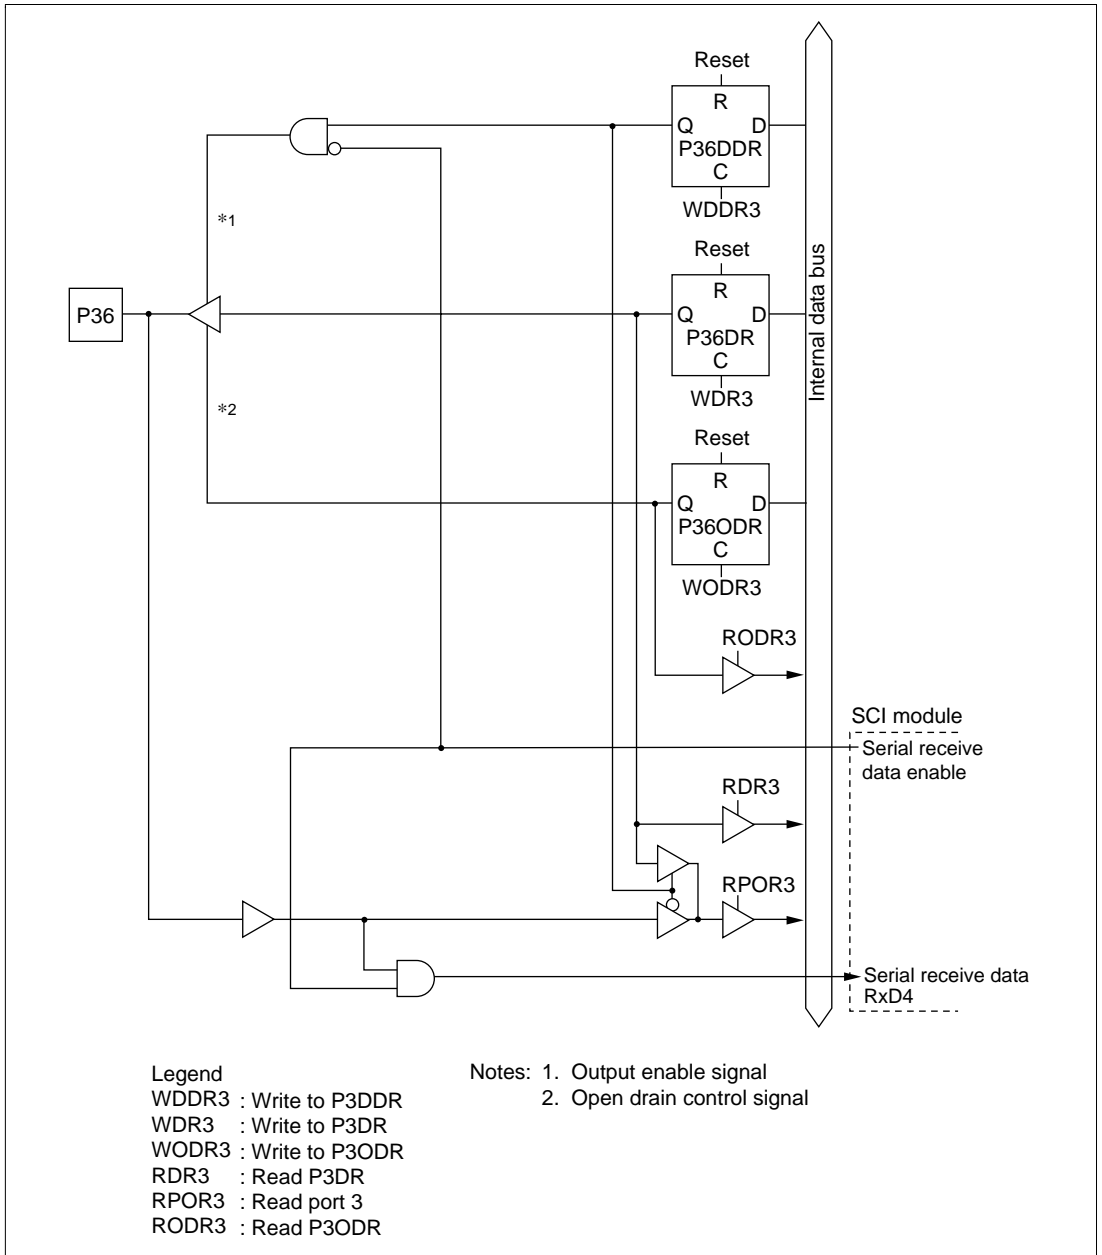 Reset
R
Q D
P36DDR
C
WDDR3
*1
Reset
R
P36
Q D
P36DR
C
WDR3
Internal data bus
*2
Reset
R
Q D
P36ODR
C
WODR3
RODR3
SCI module
Serial receive
data enable
RDR3
RPOR3
Serial receive data
RxD4
Legend
WDDR3 : Write to P3DDR
WDR3 : Write to P3DR
WODR3 : Write to P3ODR
RDR3 : Read P3DR
RPOR3 : Read port 3
RODR3 : Read P3ODR
Notes: 1. Output enable signal
2. Open drain control signal